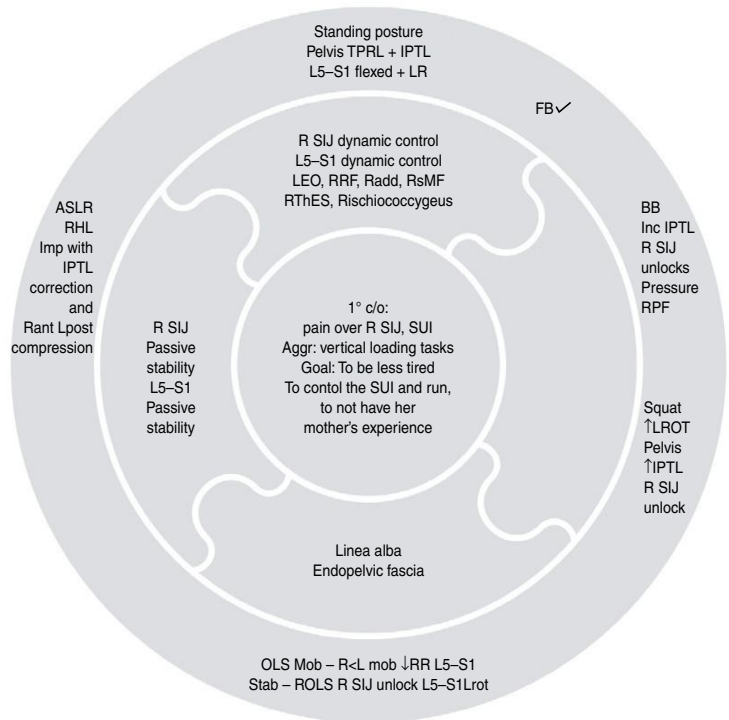 Standing posture
Pelvis TPRL + IPTL
L5–S1 flexed + LR
FB✓
R SIJ dynamic control
L5–S1 dynamic control
LEO, RRF, Radd, RsMF
RThES, Rischiococcygeus
ASLR
RHL
Imp with
IPTL
correction
and
Rant Lpost
compression
BB
Inc IPTL
R SIJ
unlocks
Pressure
RPF
R SIJ
Passive
stability
L5–S1
Passive
stability
1° c/o:
pain over R SIJ, SUI
Aggr: vertical loading tasks
Goal: To be less tired
To contol the SUI and run,
to not have her
mother's experience
Squat
↑LROT
Pelvis
↑IPTL
R SIJ
unlock
Linea alba
Endopelvic fascia
OLS Mob – R<L mob ↓RR L5–S1
Stab – ROLS R SIJ unlock L5–S1Lrot